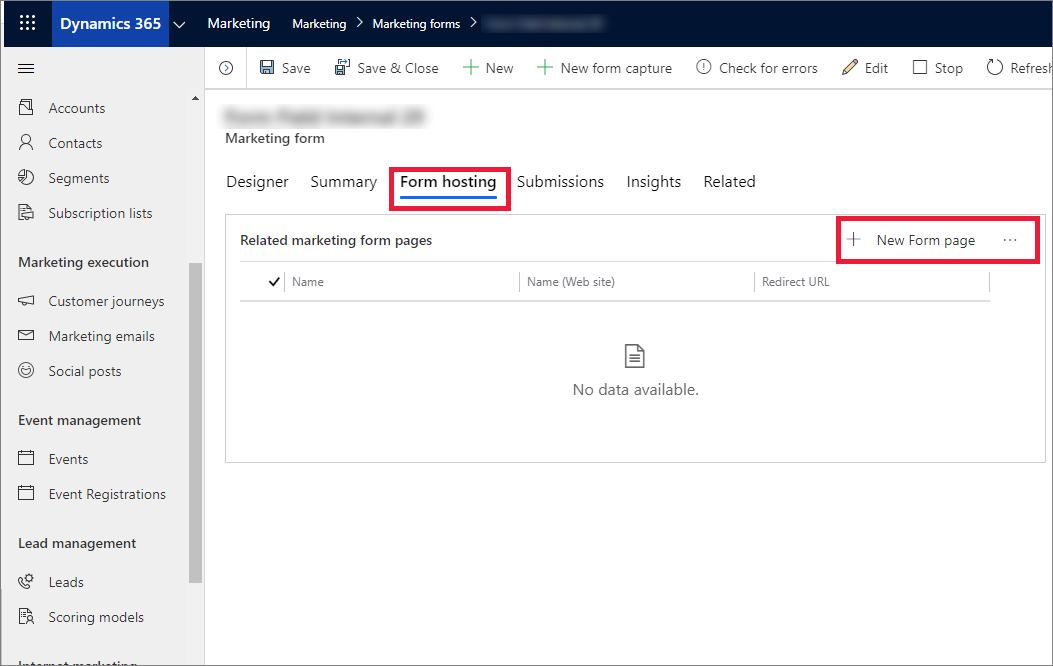 Dynamics 365 Marketing Marketing > Marketing forms >
Save Save & Close New New form capture Check for errors Edit Stop Refresh
Accounts
Contacts
Segments
Subscription lists
Marketing execution
Customer journeys
Marketing emails
Social posts
Event management
Events
Event Registrations
Lead management
Leads
Scoring models
Marketing form
Designer Summary Form hosting Submissions Insights Related
Related marketing form pages
New Form page ...
Name Name (Web site) Redirect URL
No data available.